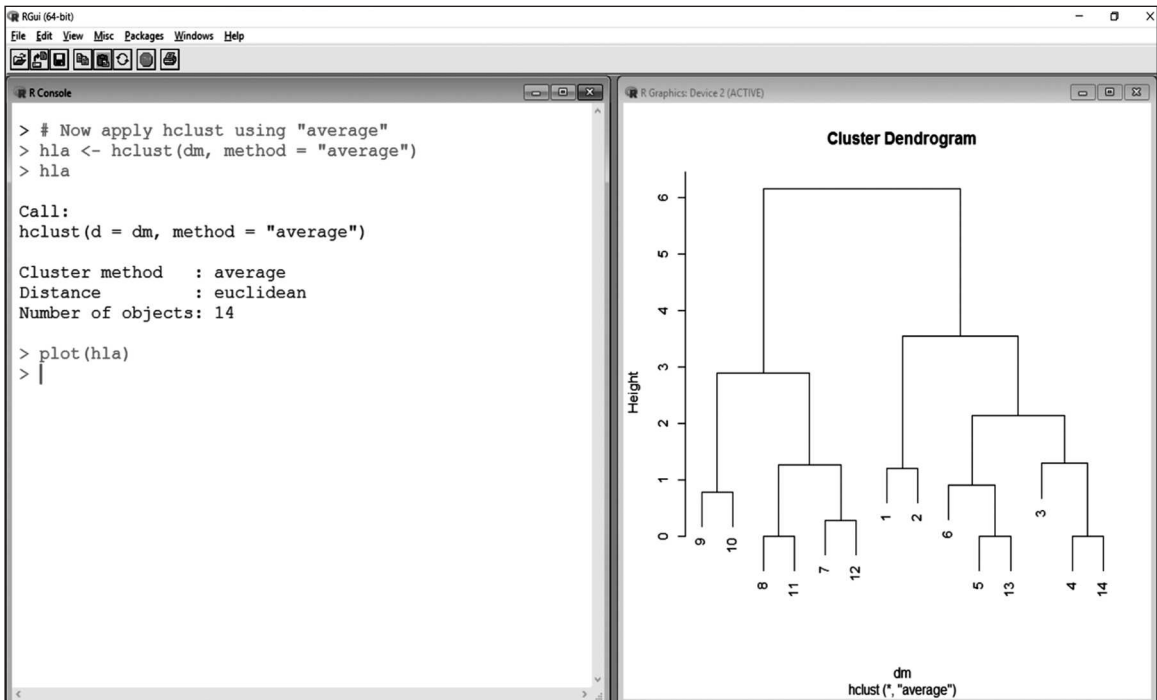 RGui (64-bit)
File Edit View Misc Packages Windows Help
R Console
> # Now apply hclust using "average"
> hla <- hclust(dm, method = "average")
> hla
Call:
hclust(d = dm, method = "average")
Cluster method   : average
Distance         : euclidean
Number of objects: 14
> plot(hla)
>
R Graphics: Device 2 (ACTIVE)
Cluster Dendrogram
Height
6
5
4
3
2
1
0
9
10
8
11
7
12
1
2
6
5
13
3
4
14
dm
hclust (*, "average")